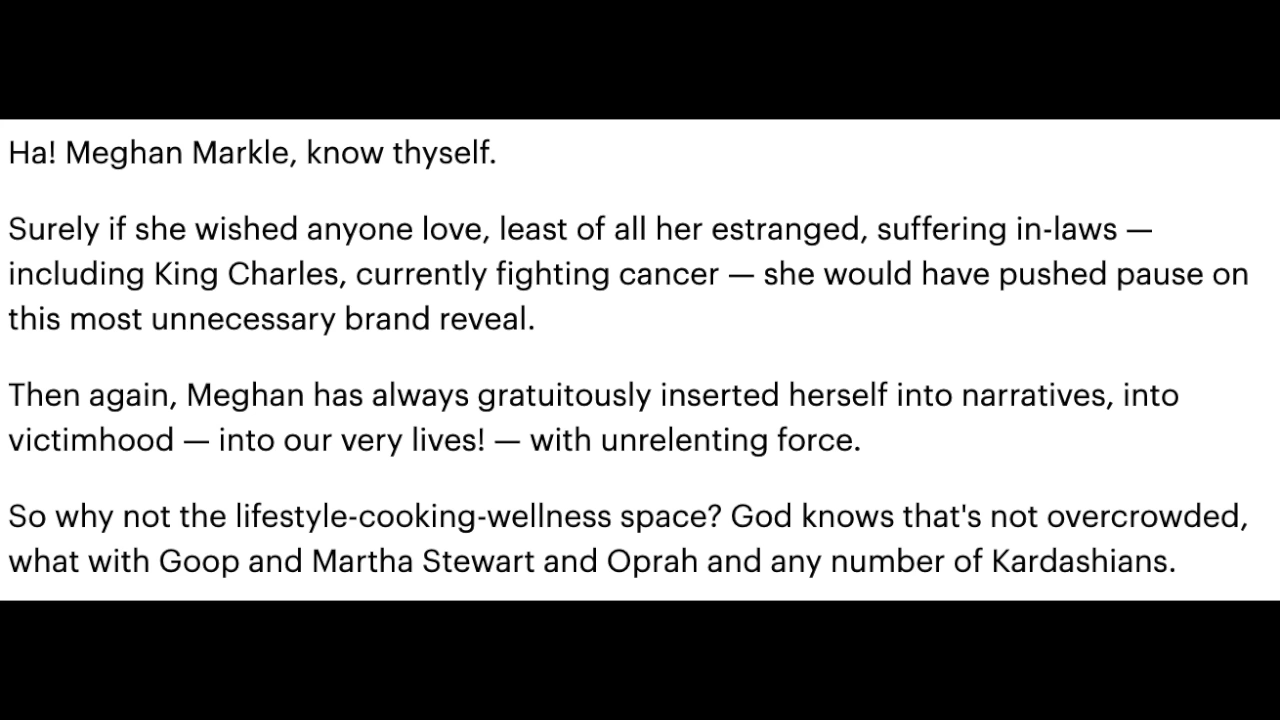 Ha! Meghan Markle, know thyself.
Surely if she wished anyone love, least of all her estranged, suffering in-laws —
including King Charles, currently fighting cancer — she would have pushed pause on
this most unnecessary brand reveal.
Then again, Meghan has always gratuitously inserted herself into narratives, into
victimhood — into our very lives! — with unrelenting force.
So why not the lifestyle-cooking-wellness space? God knows that's not overcrowded,
what with Goop and Martha Stewart and Oprah and any number of Kardashians.